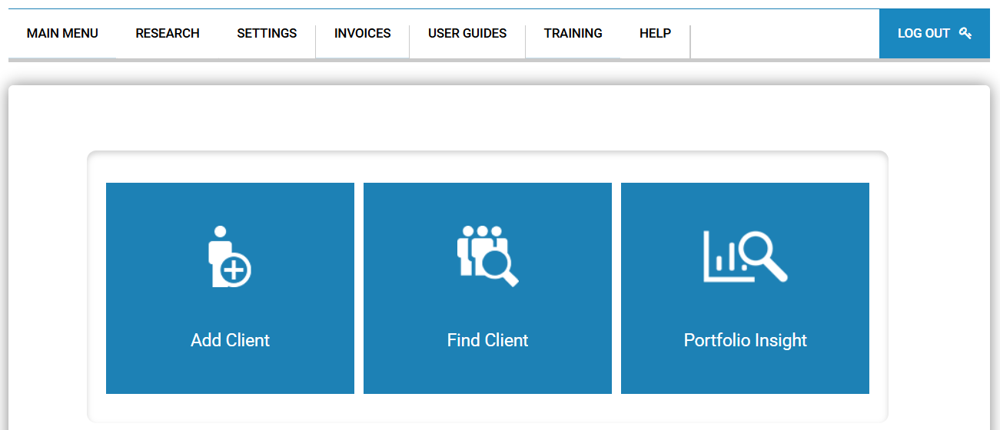 MAIN MENU RESEARCH SETTINGS INVOICES USER GUIDES TRAINING HELP LOG OUT
Add Client Find Client Portfolio Insight